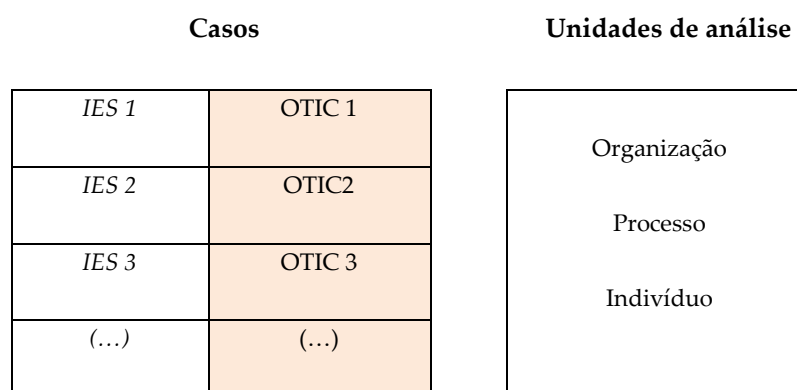 Casos
Unidades de análise
IES 1
OTIC 1
IES 2
OTIC2
IES 3
OTIC 3
(…)
(…)
Organização
Processo
Indivíduo